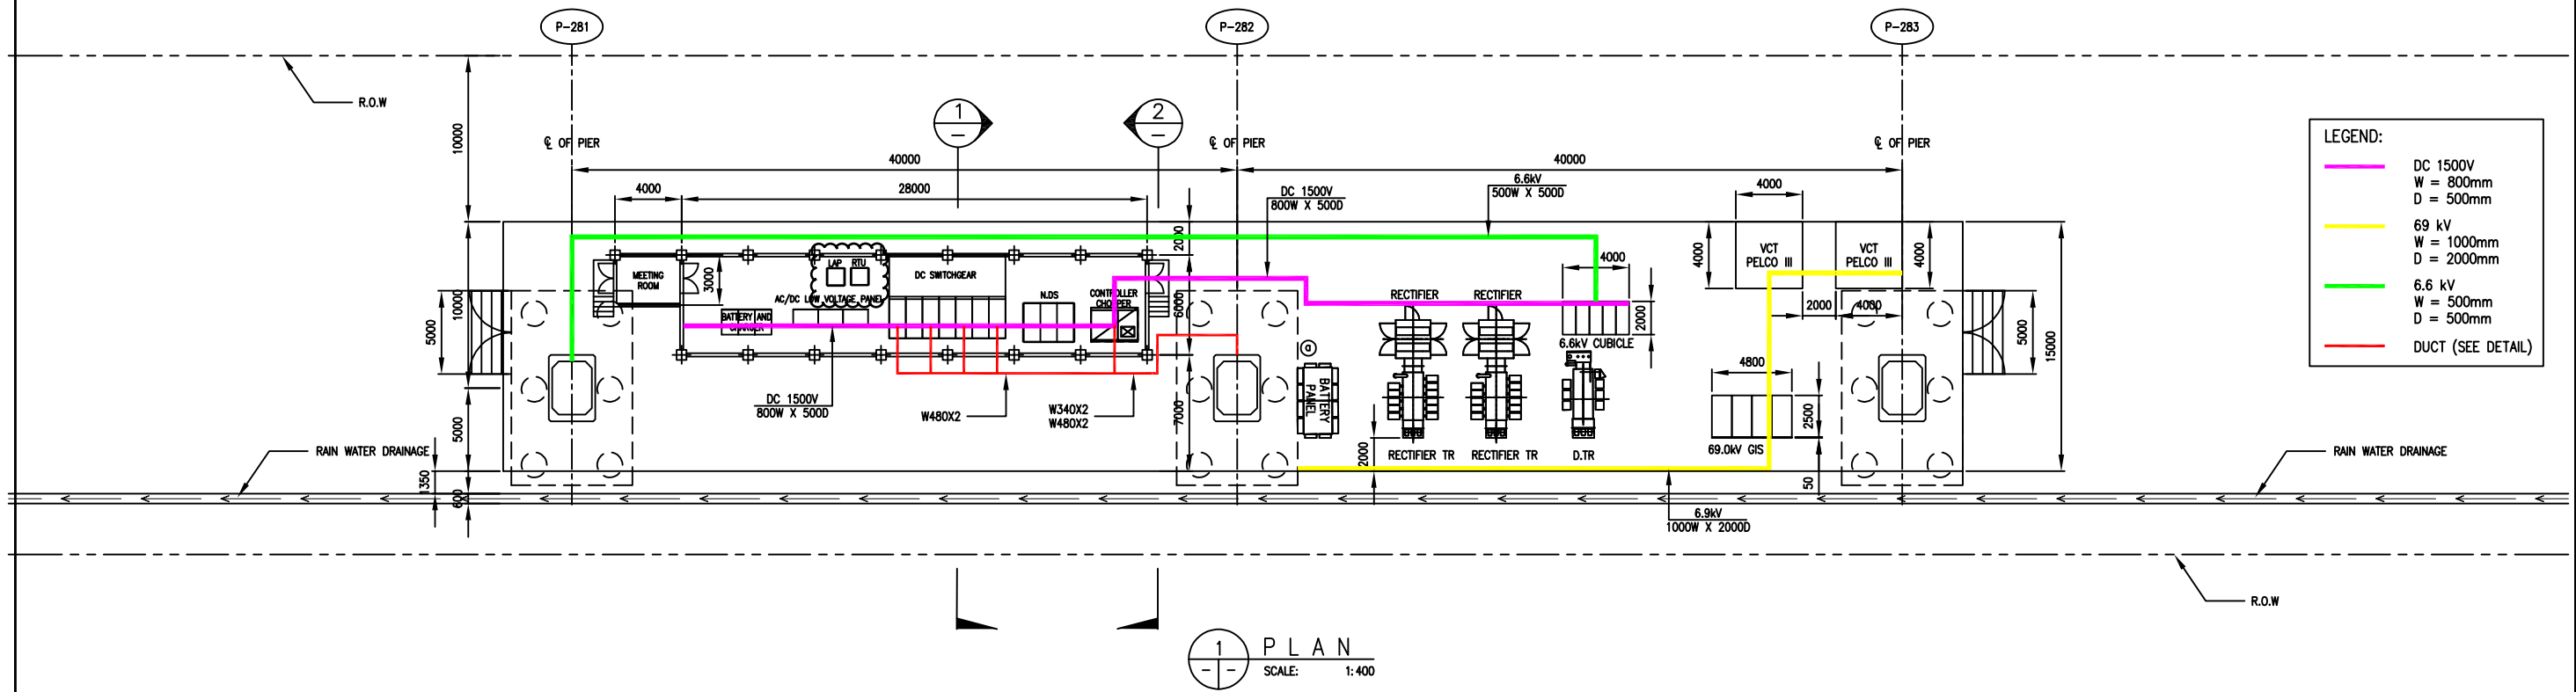 P-281
P-282
P-283
R.O.W
1
–
2
–
10000
℄ OF PIER
℄ OF PIER
℄ OF PIER
40000
40000
4000
28000
DC 1500V
800W X 500D
6.6kV
500W X 500D
4000
LEGEND:
DC 1500V
W = 800mm
D = 500mm
69 kV
W = 1000mm
D = 2000mm
6.6 kV
W = 500mm
D = 500mm
DUCT (SEE DETAIL)
2000
4000
VCT
PELCO III
VCT
PELCO III
4000
MEETING
ROOM
3000
LAP
RTU
DC SWITCHGEAR
AC/DC LOW VOLTAGE PANEL
BATTERY AND
CHARGER
N.DS
CONTROLLER
CHOPPER
6000
4000
RECTIFIER
RECTIFIER
2000
6.6kV CUBICLE
2000
4000
10000
5000
5000
15000
a
BATTERY
PANEL
4800
2500
DC 1500V
800W X 500D
W480X2
W340X2
W480X2
7000
5000
RAIN WATER DRAINAGE
1350
600
2000
RECTIFIER TR
RECTIFIER TR
D.TR
69.0kV GIS
50
RAIN WATER DRAINAGE
6.9kV
1000W X 2000D
R.O.W
1
– –
PLAN
SCALE: 1:400